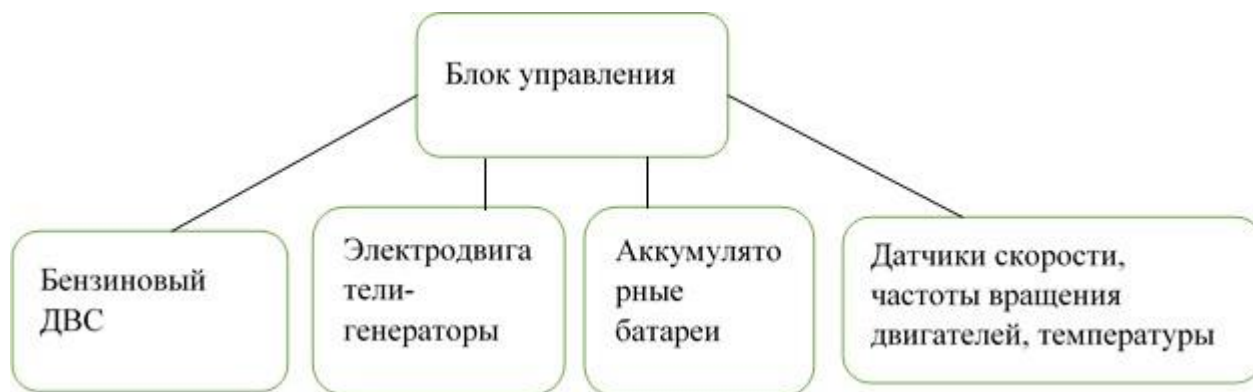 Блок управления
Бензиновый
ДВС
Электродвига
тели-
генераторы
Аккумулято
рные
батареи
Датчики скорости,
частоты вращения
двигателей, температуры